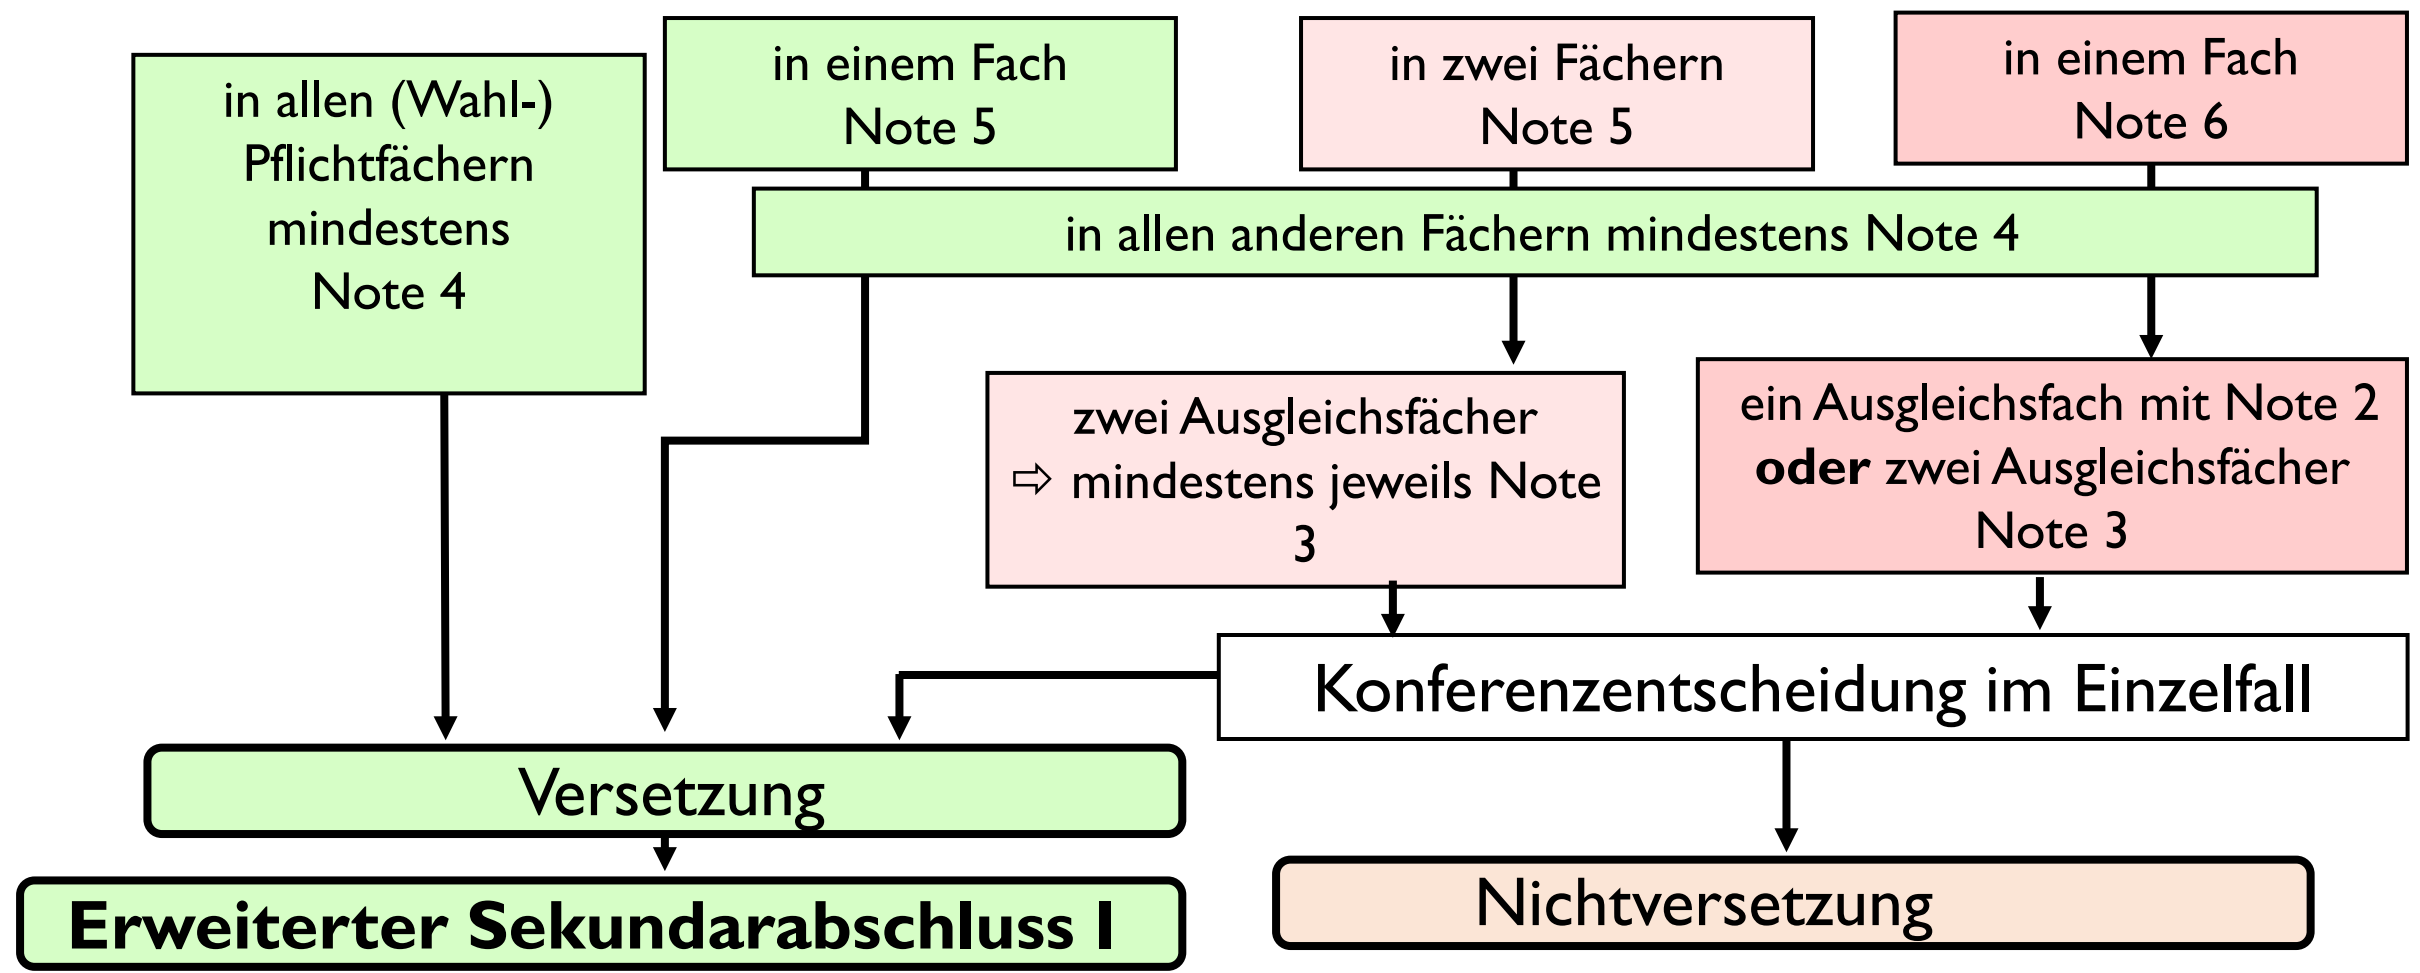 in allen (Wahl-)
Pflichtfächern
mindestens
Note 4
in einem Fach
Note 5
in zwei Fächern
Note 5
in einem Fach
Note 6
in allen anderen Fächern mindestens Note 4
zwei Ausgleichsfächer
⇨ mindestens jeweils Note
3
ein Ausgleichsfach mit Note 2
oder zwei Ausgleichsfächer
Note 3
Konferenzentscheidung im Einzelfall
Versetzung
Erweiterter Sekundarabschluss I
Nichtversetzung